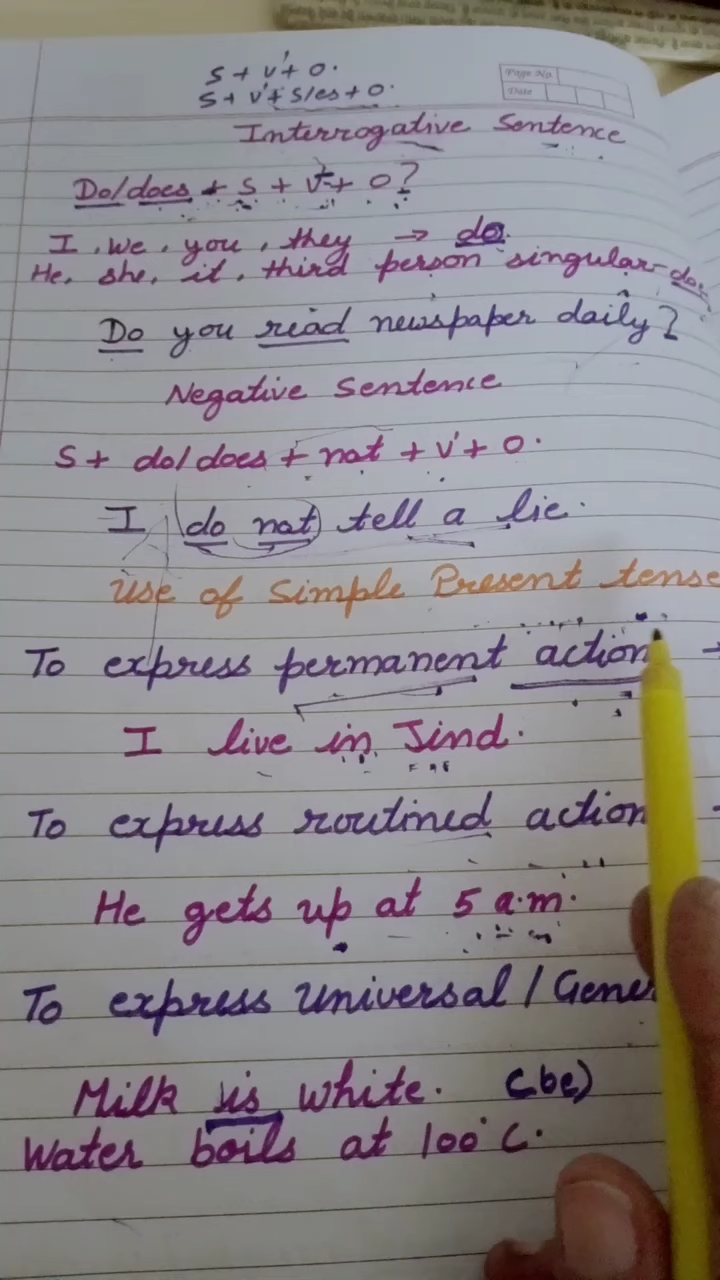 S + V¹ + O.
S + V¹ + S/es + O.
Page No.
Date
Interrogative Sentence
Do/does + S + V¹ + O?
I, we, you, they → do.
He, she, it, third person singular -
Do you read newspaper daily?
Negative Sentence
S + do/does + not + V¹ + O.
I do not tell a lie.
Use of Simple Present tense
To express permanent action →
I live in Jind.
To express routined action
He gets up at 5 a.m.
To express universal /
Milk is white. (be)
Water boils at 100°C.